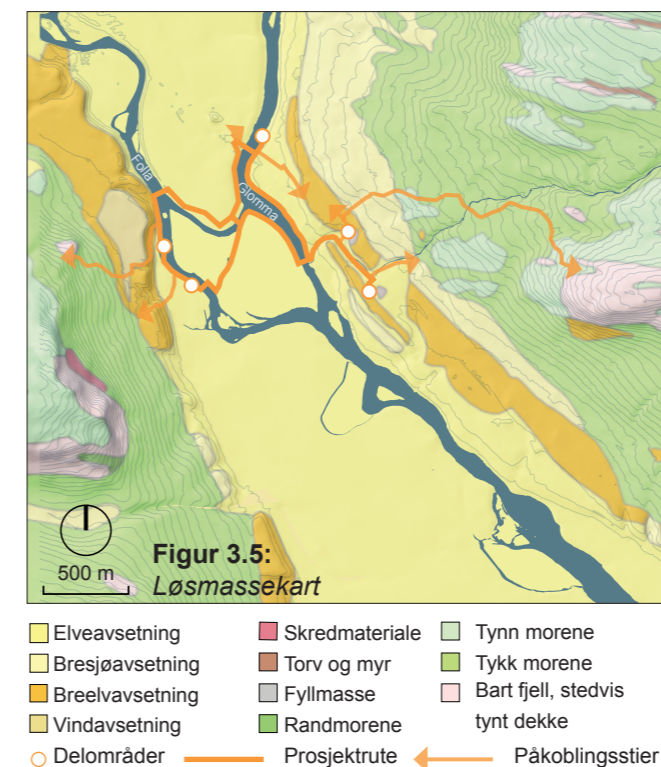 Folla
Glomma
500 m
Figur 3.5:
Løsmassekart
Elveavsetning
Bresjøavsetning
Breelvavsetning
Vindavsetning
Skredmateriale
Torv og myr
Fyllmasse
Randmorene
Tynn morene
Tykk morene
Bart fjell, stedvis
tynt dekke
Delområder
Prosjektrute
Påkoblingsstier